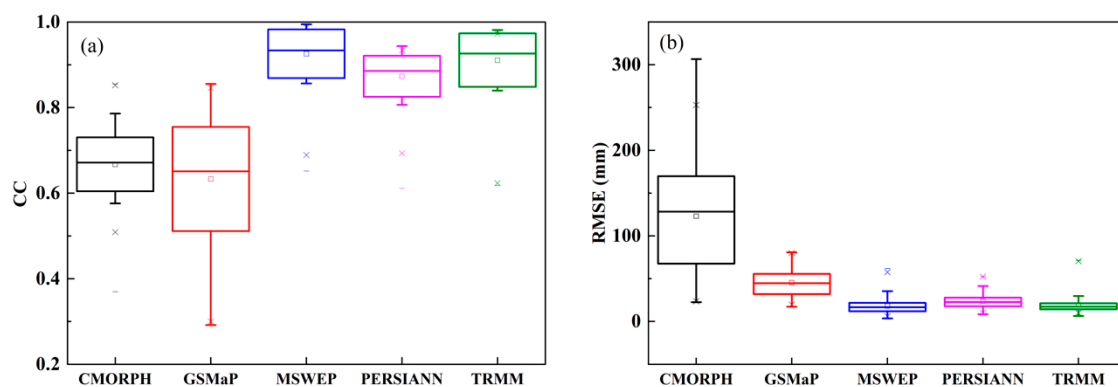 (a)
CC
1.0
0.8
0.6
0.4
0.2
CMORPH GSMaP MSWEP PERSIANN TRMM
(b)
RMSE (mm)
300
200
100
0
CMORPH GSMaP MSWEP PERSIANN TRMM